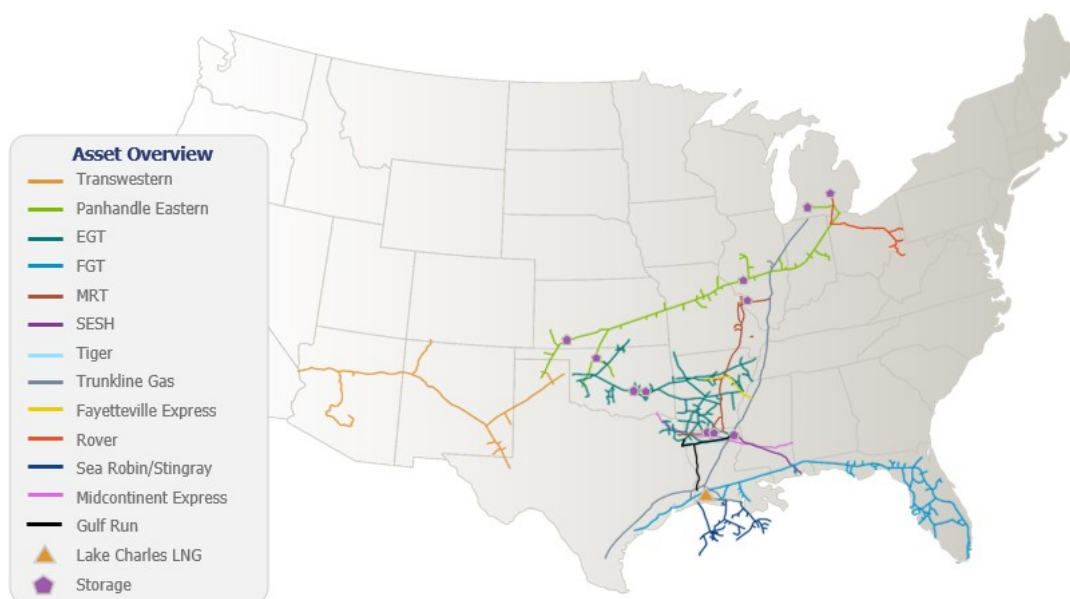 Asset Overview
Transwestern
Panhandle Eastern
EGT
FGT
MRT
SESH
Tiger
Trunkline Gas
Fayetteville Express
Rover
Sea Robin/Stingray
Midcontinent Express
Gulf Run
Lake Charles LNG
Storage